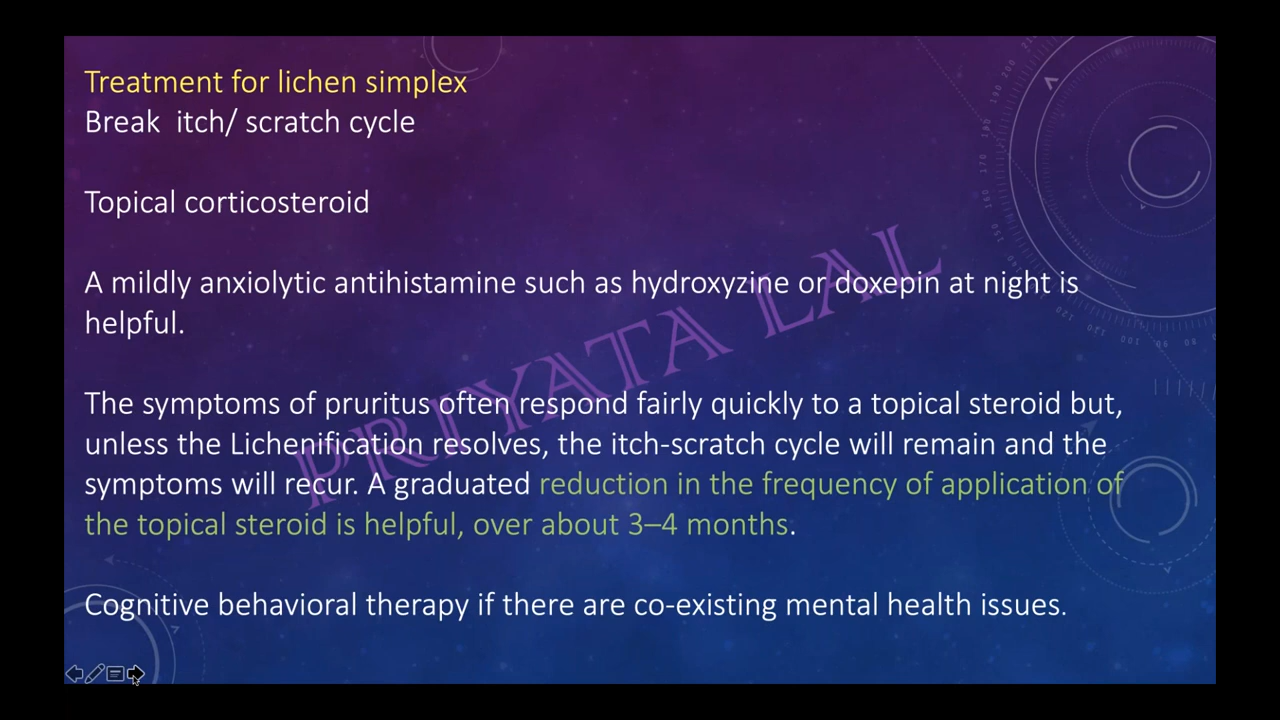 Treatment for lichen simplex
Break itch/ scratch cycle
Topical corticosteroid
A mildly anxiolytic antihistamine such as hydroxyzine or doxepin at night is
helpful.
The symptoms of pruritus often respond fairly quickly to a topical steroid but,
unless the Lichenification resolves, the itch-scratch cycle will remain and the
symptoms will recur. A graduated reduction in the frequency of application of
the topical steroid is helpful, over about 3–4 months.
Cognitive behavioral therapy if there are co-existing mental health issues.
PRIYATA LAL